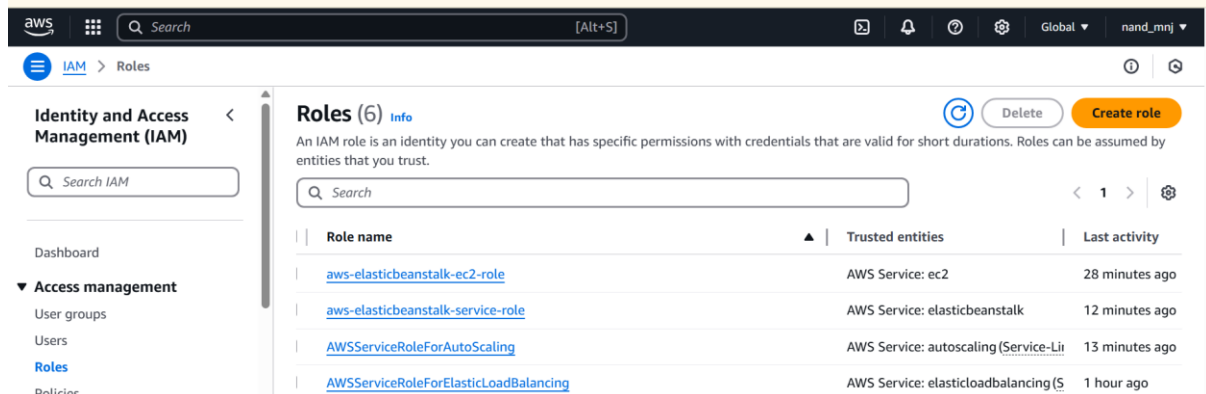 aws Search [Alt+S] Global nand_mnj
IAM > Roles
Identity and Access
Management (IAM)
Search IAM
Dashboard
Access management
User groups
Users
Roles
Policies
Roles (6) Info
Delete
Create role
An IAM role is an identity you can create that has specific permissions with credentials that are valid for short durations. Roles can be assumed by
entities that you trust.
Search
1
Role name Trusted entities Last activity
aws-elasticbeanstalk-ec2-role AWS Service: ec2 28 minutes ago
aws-elasticbeanstalk-service-role AWS Service: elasticbeanstalk 12 minutes ago
AWSServiceRoleForAutoScaling AWS Service: autoscaling (Service-Lin 13 minutes ago
AWSServiceRoleForElasticLoadBalancing AWS Service: elasticloadbalancing (S 1 hour ago